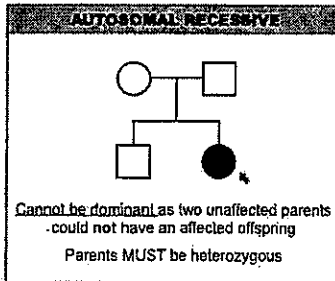 AUTOSOMAL RECESSIVE
Cannot be dominant as two unaffected parents
could not have an affected offspring
Parents MUST be heterozygous